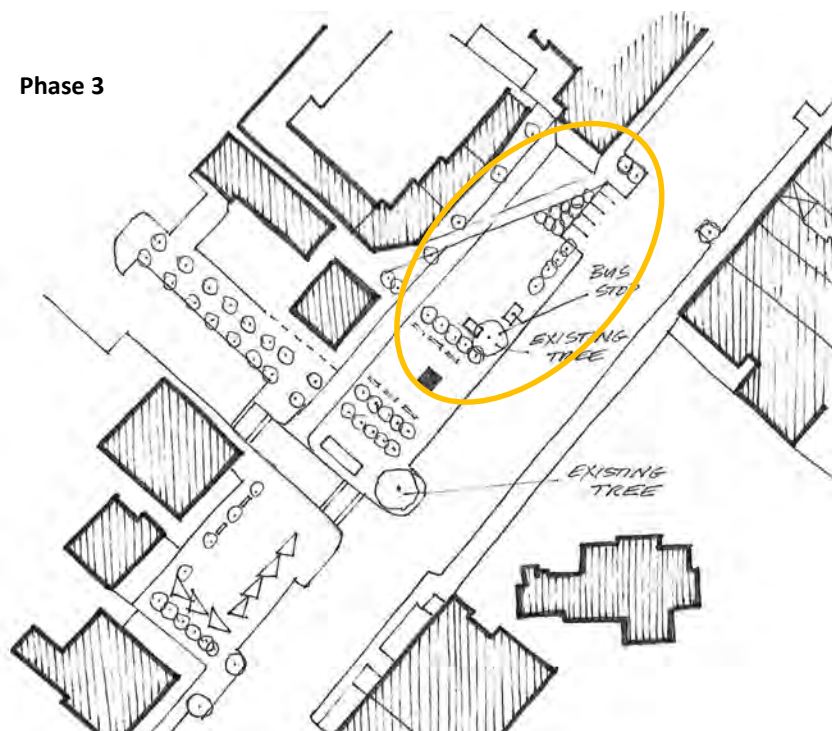 Phase 3
BUS
STOP
EXISTING
TREE
EXISTING
TREE